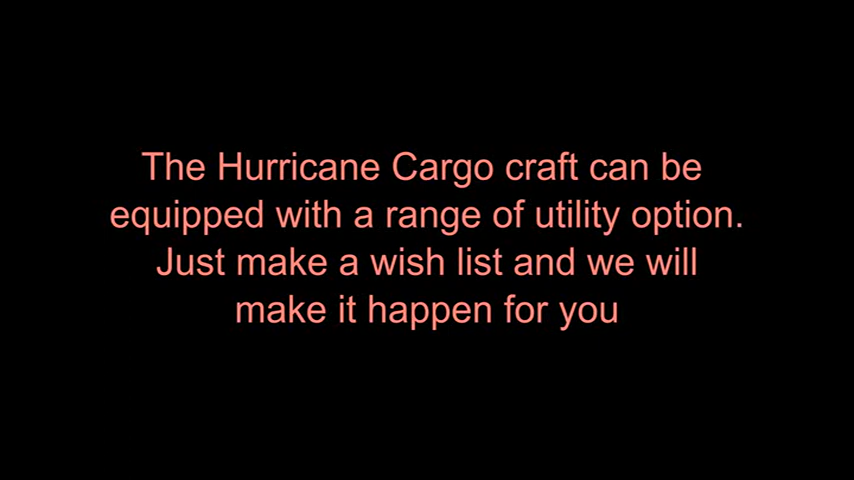 The Hurricane Cargo craft can be
equipped with a range of utility option.
Just make a wish list and we will
make it happen for you